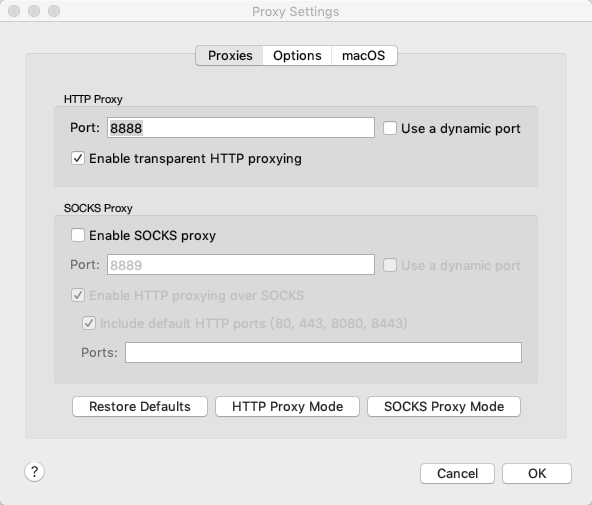 Proxy Settings
Proxies Options macOS
HTTP Proxy
Port: 8888 Use a dynamic port
Enable transparent HTTP proxying
SOCKS Proxy
Enable SOCKS proxy
Port: 8889 Use a dynamic port
Enable HTTP proxying over SOCKS
Include default HTTP ports (80, 443, 8080, 8443)
Ports:
Restore Defaults HTTP Proxy Mode SOCKS Proxy Mode
? Cancel OK